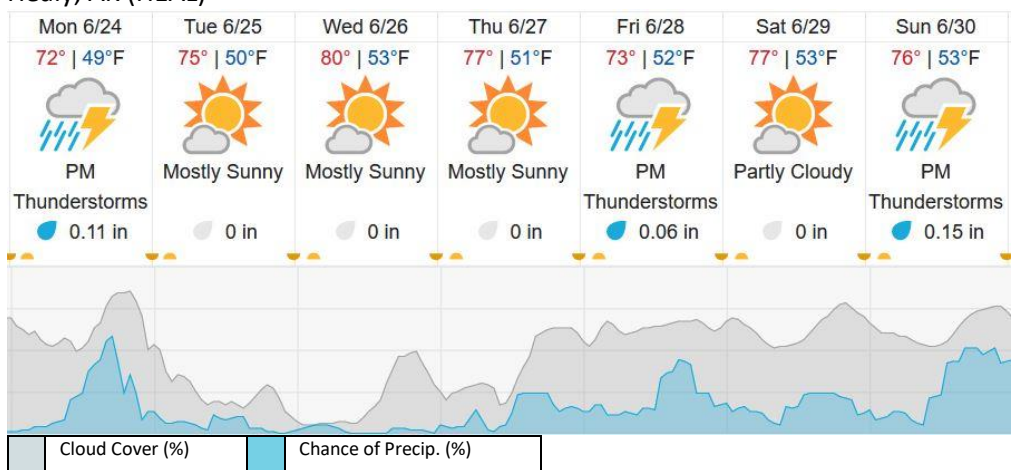 Mon 6/24 Tue 6/25 Wed 6/26 Thu 6/27 Fri 6/28 Sat 6/29 Sun 6/30
72° | 49°F 75° | 50°F 80° | 53°F 77° | 51°F 73° | 52°F 77° | 53°F 76° | 53°F
PM Mostly Sunny Mostly Sunny Mostly Sunny PM Partly Cloudy PM
Thunderstorms Thunderstorms Thunderstorms
0.11 in 0 in 0 in 0 in 0.06 in 0 in 0.15 in
Cloud Cover (%) Chance of Precip. (%)